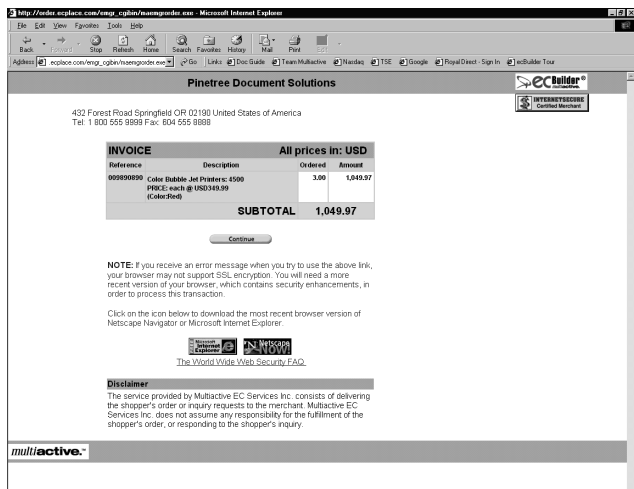 http://order.ecplace.com/emgr_cgibin/maemgrorder.exe - Microsoft Internet Explorer
File Edit View Favorites Tools Help
Back Forward Stop Refresh Home Search Favorites History Mail Print Edit
Address .ecplace.com/emgr_cgibin/maemgrorder.exe Go Links Doc Guide Team Multiactive Nasdaq TSE Google Royal Direct - Sign In ecBuilder Tour
Pinetree Document Solutions
ecBuilder®
multiactive.
INTERNETSECURE
Certified Merchant
432 Forest Road Springfield OR 02190 United States of America
Tel: 1 800 555 9999 Fax: 604 555 8888
INVOICE All prices in: USD
Reference Description Ordered Amount
009890890 Color Bubble Jet Printers: 4500 3.00 1,049.97
PRICE: each @ USD349.99
(Color:Red)
SUBTOTAL 1,049.97
Continue
NOTE: If you receive an error message when you try to use the above link,
your browser may not support SSL encryption. You will need a more
recent version of your browser, which contains security enhancements, in
order to process this transaction.
Click on the icon below to download the most recent browser version of
Netscape Navigator or Microsoft Internet Explorer.
Microsoft Internet Explorer
Netscape NOW!
The World Wide Web Security FAQ
Disclaimer
The service provided by Multiactive EC Services Inc. consists of delivering
the shopper's order or inquiry requests to the merchant. Multiactive EC
Services Inc. does not assume any responsibility for the fulfillment of the
shopper's order, or responding to the shopper's inquiry.
multiactive.™